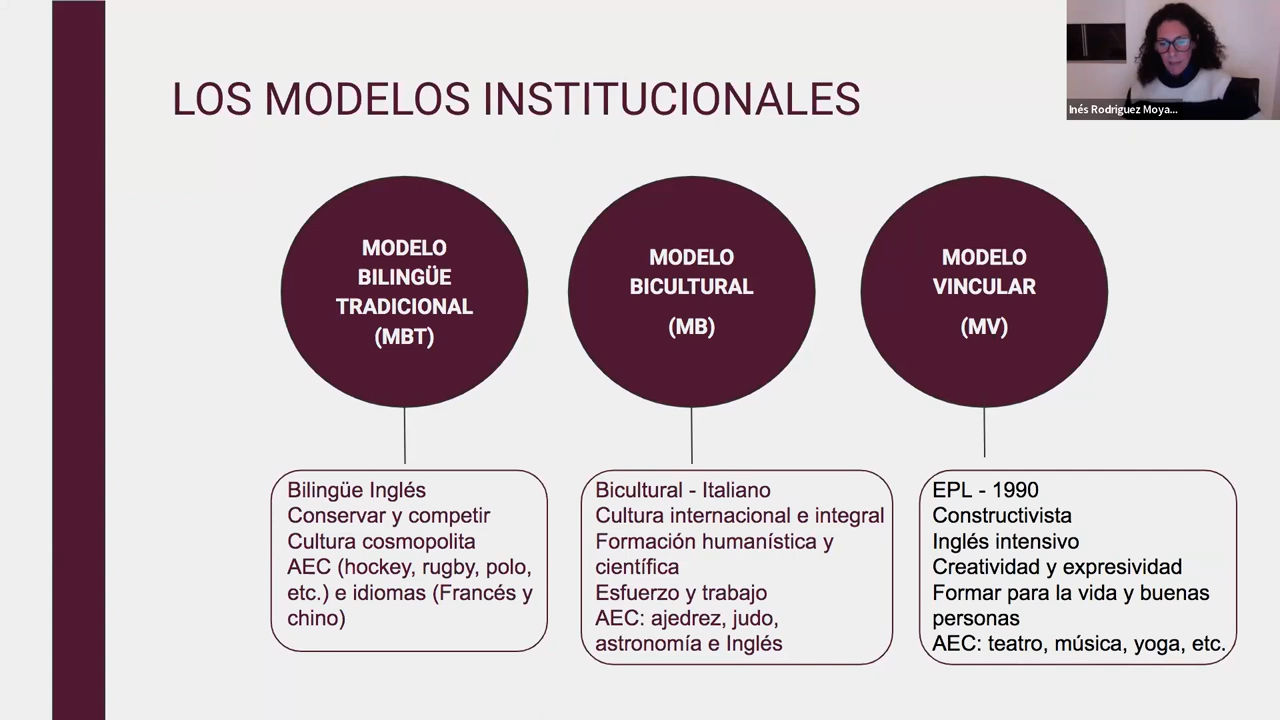 LOS MODELOS INSTITUCIONALES
Inés Rodriguez Moya...
MODELO
BILINGÜE
TRADICIONAL
(MBT)
MODELO
BICULTURAL
(MB)
MODELO
VINCULAR
(MV)
Bilingüe Inglés
Conservar y competir
Cultura cosmopolita
AEC (hockey, rugby, polo,
etc.) e idiomas (Francés y
chino)
Bicultural - Italiano
Cultura internacional e integral
Formación humanística y
científica
Esfuerzo y trabajo
AEC: ajedrez, judo,
astronomía e Inglés
EPL - 1990
Constructivista
Inglés intensivo
Creatividad y expresividad
Formar para la vida y buenas
personas
AEC: teatro, música, yoga, etc.